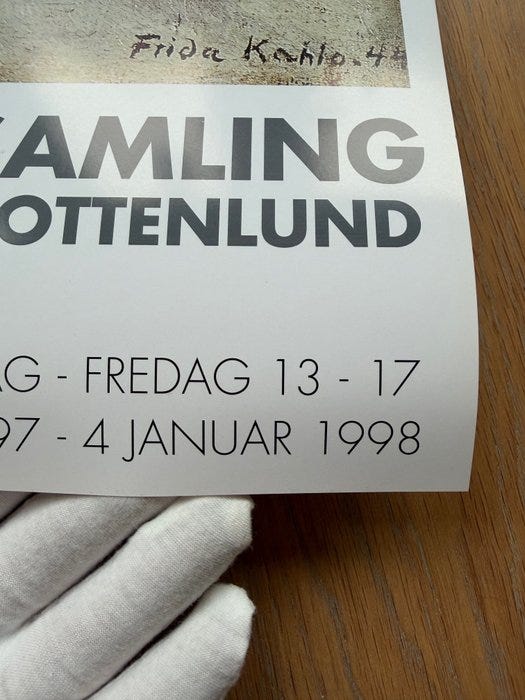 Frida Kahlo. 44
SAMLING
OTTENLUND
AG - FREDAG 13 - 17
97 - 4 JANUAR 1998